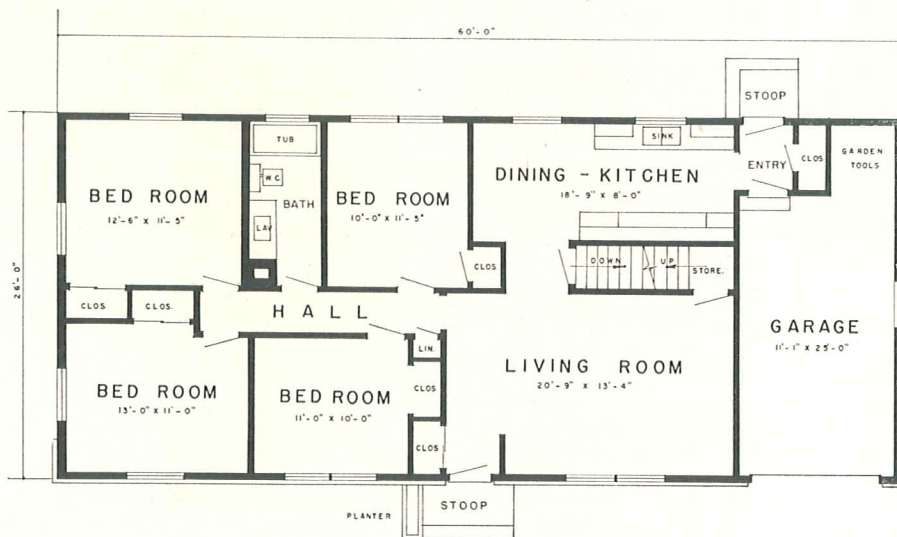 60'-0"
STOOP
TUB
SINK
CLOS
GARDEN
TOOLS
BED ROOM
12'-6" x 11'-5"
W.C.
BATH
LAV
BED ROOM
10'-0" x 11'-5"
DINING - KITCHEN
18'-9" x 8'-0"
ENTRY
26'-0"
CLOS
DOWN
UP
STORE.
CLOS.
CLOS.
HALL
GARAGE
11'-1" x 25'-0"
LIN.
BED ROOM
13'-0" x 11'-0"
BED ROOM
11'-0" x 10'-0"
CLOS
LIVING ROOM
20'-9" x 13'-4"
CLOS
PLANTER
STOOP